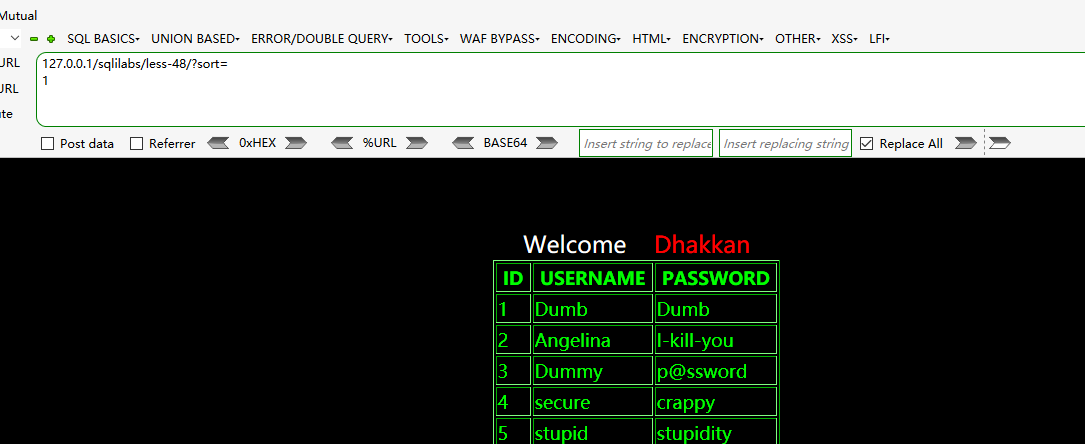 Mutual
SQL BASICS▾ UNION BASED▾ ERROR/DOUBLE QUERY▾ TOOLS▾ WAF BYPASS▾ ENCODING▾ HTML▾ ENCRYPTION▾ OTHER▾ XSS▾ LFI▾
URL
127.0.0.1/sqlilabs/less-48/?sort=
URL
1
Post data Referrer 0xHEX %URL BASE64 Insert string to replace Insert replacing string Replace All
Welcome Dhakkan
ID USERNAME PASSWORD
1 Dumb Dumb
2 Angelina I-kill-you
3 Dummy p@ssword
4 secure crappy
5 stupid stupidity